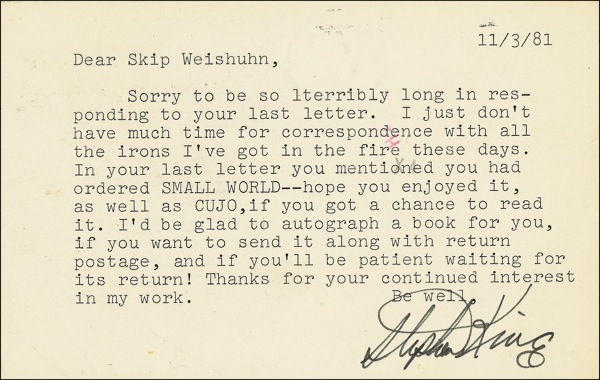 11/3/81
Dear Skip Weishuhn,
Sorry to be so lterribly long in res-
ponding to your last letter. I just don't
have much time for correspondence with all
the irons I've got in the fire these days.
In your last letter you mentioned you had
ordered SMALL WORLD--hope you enjoyed it,
as well as CUJO,if you got a chance to read
it. I'd be glad to autograph a book for you,
if you want to send it along with return
postage, and if you'll be patient waiting for
its return! Thanks for your continued interest
in my work. Be well
Stephen King